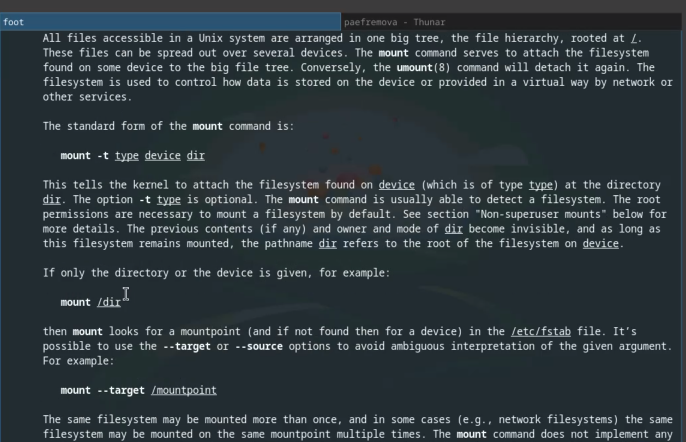 foot
paefremova - Thunar
All files accessible in a Unix system are arranged in one big tree, the file hierarchy, rooted at /.
These files can be spread out over several devices. The mount command serves to attach the filesystem
found on some device to the big file tree. Conversely, the umount(8) command will detach it again. The
filesystem is used to control how data is stored on the device or provided in a virtual way by network or
other services.
The standard form of the mount command is:
mount -t type device dir
This tells the kernel to attach the filesystem found on device (which is of type type) at the directory
dir. The option -t type is optional. The mount command is usually able to detect a filesystem. The root
permissions are necessary to mount a filesystem by default. See section "Non-superuser mounts" below for
more details. The previous contents (if any) and owner and mode of dir become invisible, and as long as
this filesystem remains mounted, the pathname dir refers to the root of the filesystem on device.
If only the directory or the device is given, for example:
mount /dir
then mount looks for a mountpoint (and if not found then for a device) in the /etc/fstab file. It's
possible to use the --target or --source options to avoid ambiguous interpretation of the given argument.
For example:
mount --target /mountpoint
The same filesystem may be mounted more than once, and in some cases (e.g., network filesystems) the same
filesystem may be mounted on the same mountpoint multiple times. The mount command does not implement any